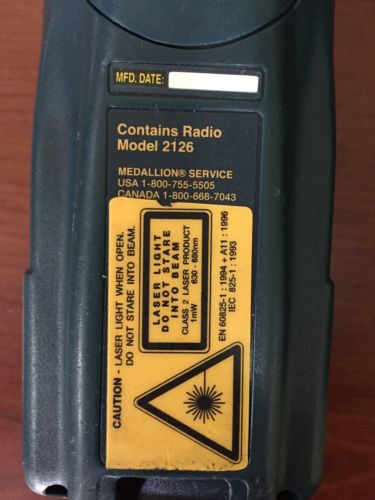 MFD. DATE:
Contains Radio
Model 2126
MEDALLION® SERVICE
USA 1-800-755-5505
CANADA 1-800-668-7043
CAUTION - LASER LIGHT WHEN OPEN.
DO NOT STARE INTO BEAM.
LASER LIGHT
DO NOT STARE
INTO BEAM
CLASS 2 LASER PRODUCT
1mW 630 - 680nm
EN 60825-1 : 1994 + A11 : 1996
IEC 825-1 : 1993